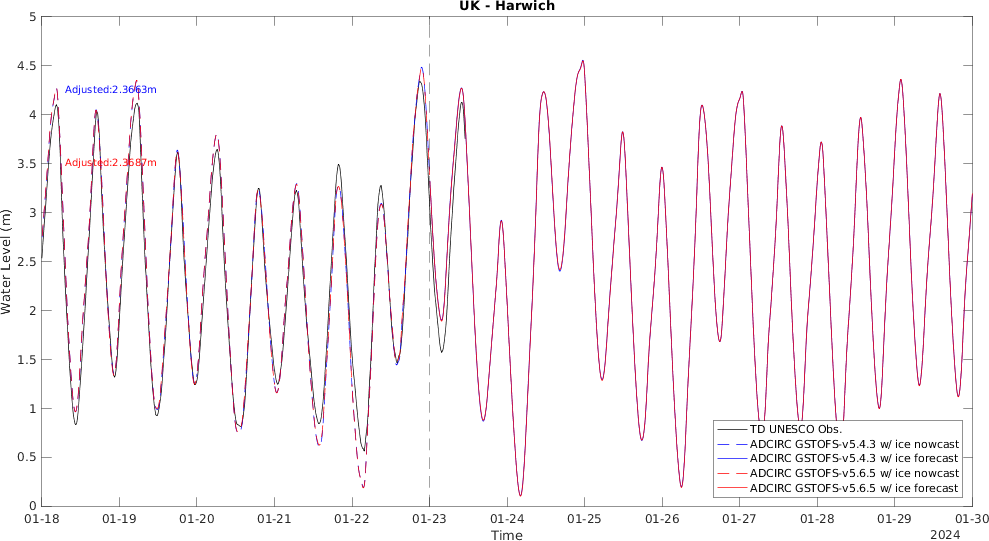 UK - Harwich
5
4.5
4
3.5
3
2.5
2
1.5
1
0.5
0
Water Level (m)
Adjusted:2.3663m
Adjusted:2.3687m
TD UNESCO Obs.
ADCIRC GSTOFS-v5.4.3 w/ ice nowcast
ADCIRC GSTOFS-v5.4.3 w/ ice forecast
ADCIRC GSTOFS-v5.6.5 w/ ice nowcast
ADCIRC GSTOFS-v5.6.5 w/ ice forecast
01-18 01-19 01-20 01-21 01-22 01-23 01-24 01-25 01-26 01-27 01-28 01-29 01-30
Time
2024